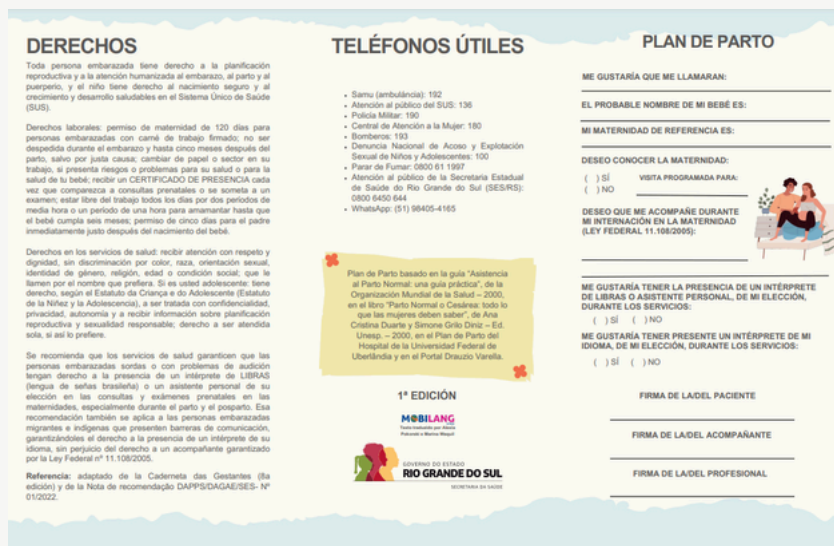 DERECHOS
Toda persona embarazada tiene derecho a la planificación
reproductiva y a la atención humanizada al embarazo, al parto y al
puerperio, y el niño tiene derecho al nacimiento seguro y al
crecimiento y desarrollo saludables en el Sistema Único de Saúde
(SUS).
Derechos laborales: permiso de maternidad de 120 días para
personas embarazadas con carné de trabajo firmado; no ser
despedida durante el embarazo y hasta cinco meses después del
parto, salvo por justa causa; cambiar de papel o sector en su
trabajo, si presenta riesgos o problemas para su salud o para la
salud de tu bebé; recibir un CERTIFICADO DE PRESENCIA cada
vez que comparezca a consultas prenatales o se someta a un
examen; estar libre del trabajo todos los días por dos períodos de
media hora o un período de una hora para amamantar hasta que
el bebé cumpla seis meses; permiso de cinco días para el padre
inmediatamente justo después del nacimiento del bebé.
Derechos en los servicios de salud: recibir atención con respeto y
dignidad, sin discriminación por color, raza, orientación sexual,
identidad de género, religión, edad o condición social; que le
llamen por el nombre que prefiera. Si es usted adolescente: tiene
derecho, según el Estatuto da Criança e do Adolescente (Estatuto
de la Niñez y la Adolescencia), a ser tratada con confidencialidad,
privacidad, autonomía y a recibir información sobre planificación
reproductiva y sexualidad responsable; derecho a ser atendida
sola, si así lo prefiere.
Se recomienda que los servicios de salud garanticen que las
personas embarazadas sordas o con problemas de audición
tengan derecho a la presencia de un intérprete de LIBRAS
(lengua de señas brasileña) o un asistente personal de su
elección en las consultas y exámenes prenatales en las
maternidades, especialmente durante el parto y el posparto. Esa
recomendación también se aplica a las personas embarazadas
migrantes e indígenas que presenten barreras de comunicación,
garantizándoles el derecho a la presencia de un intérprete de su
idioma, sin perjuicio del derecho a un acompañante garantizado
por la Ley Federal nº 11.108/2005.
Referencia: adaptado de la Caderneta das Gestantes (8a
edición) y de la Nota de recomendação DAPPS/DAGAE/SES- Nº
01/2022.
TELÉFONOS ÚTILES
Samu (ambulância): 192
Atención al público del SUS: 136
Policía Militar: 190
Central de Atención a la Mujer: 180
Bomberos: 193
Denuncia Nacional de Acoso y Explotación
Sexual de Niños y Adolescentes: 100
Parar de Fumar: 0800 61 1997
Atención al público de la Secretaria Estadual
de Saúde do Rio Grande do Sul (SES/RS):
0800 6450 644
WhatsApp: (51) 98405-4165
Plan de Parto basado en la guía "Asistencia
al Parto Normal: una guía práctica", de la
Organización Mundial de la Salud – 2000,
en el libro "Parto Normal o Cesárea: todo lo
que las mujeres deben saber", de Ana
Cristina Duarte y Simone Grilo Diniz – Ed.
Unesp. – 2000, en el Plan de Parto del
Hospital de la Universidad Federal de
Uberlândia y en el Portal Drauzio Varella.
1ª EDICIÓN
MOBILANG
GOVERNO DO ESTADO
RIO GRANDE DO SUL
SECRETARIA DA SAÚDE
PLAN DE PARTO
ME GUSTARÍA QUE ME LLAMARAN:
EL PROBABLE NOMBRE DE MI BEBÉ ES:
MI MATERNIDAD DE REFERENCIA ES:
DESEO CONOCER LA MATERNIDAD:
( ) SÍ VISITA PROGRAMADA PARA:
( ) NO
DESEO QUE ME ACOMPAÑE DURANTE
MI INTERNACIÓN EN LA MATERNIDAD
(LEY FEDERAL 11.108/2005):
ME GUSTARÍA TENER LA PRESENCIA DE UN INTÉRPRETE
DE LIBRAS O ASISTENTE PERSONAL, DE MI ELECCIÓN,
DURANTE LOS SERVICIOS:
( ) SÍ ( ) NO
ME GUSTARÍA TENER PRESENTE UN INTÉRPRETE DE MI
IDIOMA, DE MI ELECCIÓN, DURANTE LOS SERVICIOS:
( ) SÍ ( ) NO
FIRMA DE LA/DEL PACIENTE
FIRMA DE LA/DEL ACOMPAÑANTE
FIRMA DE LA/DEL PROFESIONAL